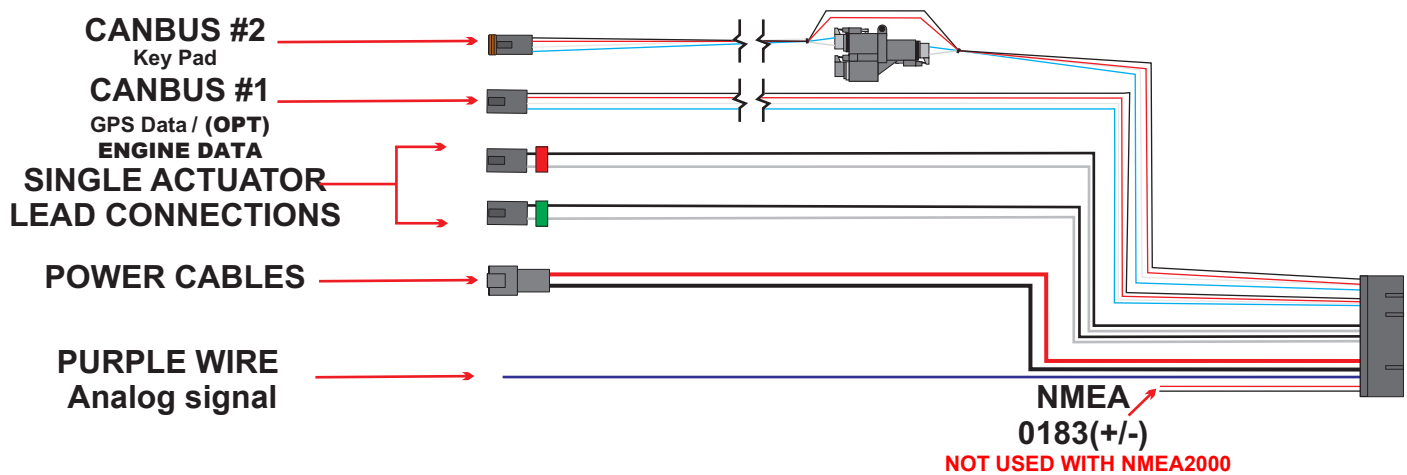 CANBUS #2
Key Pad
CANBUS #1
GPS Data / (OPT)
ENGINE DATA
SINGLE ACTUATOR
LEAD CONNECTIONS
POWER CABLES
PURPLE WIRE
Analog signal
NMEA
0183(+/-)
NOT USED WITH NMEA2000